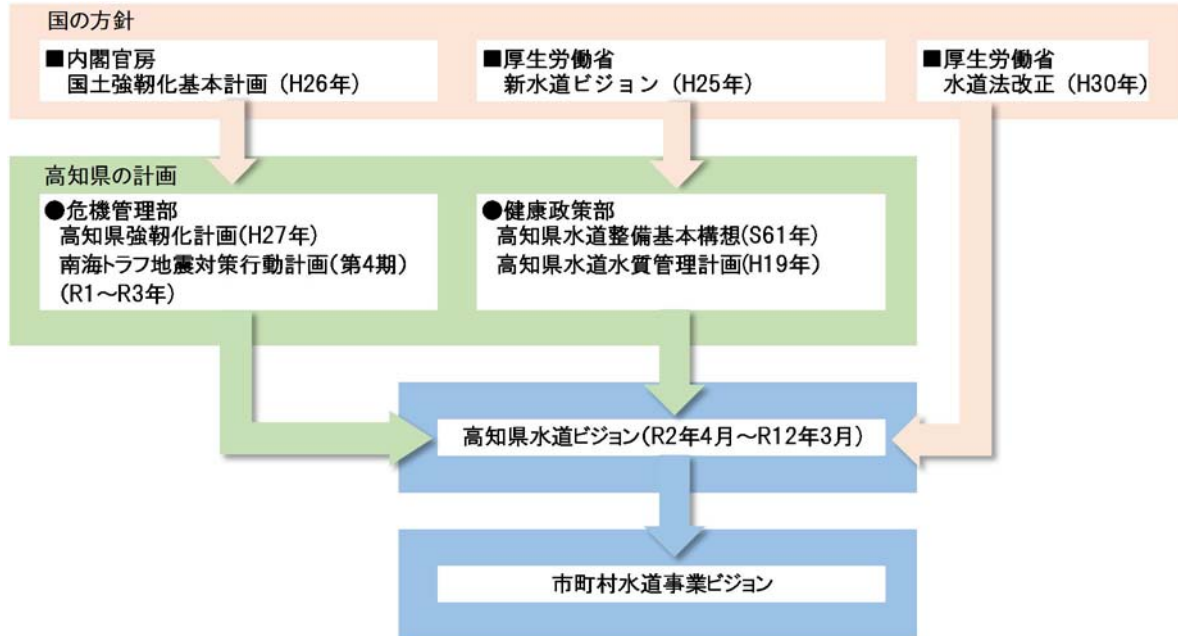 国の方針
■内閣官房
国土強靭化基本計画（H26年）
■厚生労働省
新水道ビジョン（H25年）
■厚生労働省
水道法改正（H30年）
高知県の計画
●危機管理部
高知県強靭化計画(H27年)
南海トラフ地震対策行動計画(第4期)
(R1～R3年)
●健康政策部
高知県水道整備基本構想(S61年)
高知県水道水質管理計画(H19年)
高知県水道ビジョン(R2年4月～R12年3月)
市町村水道事業ビジョン